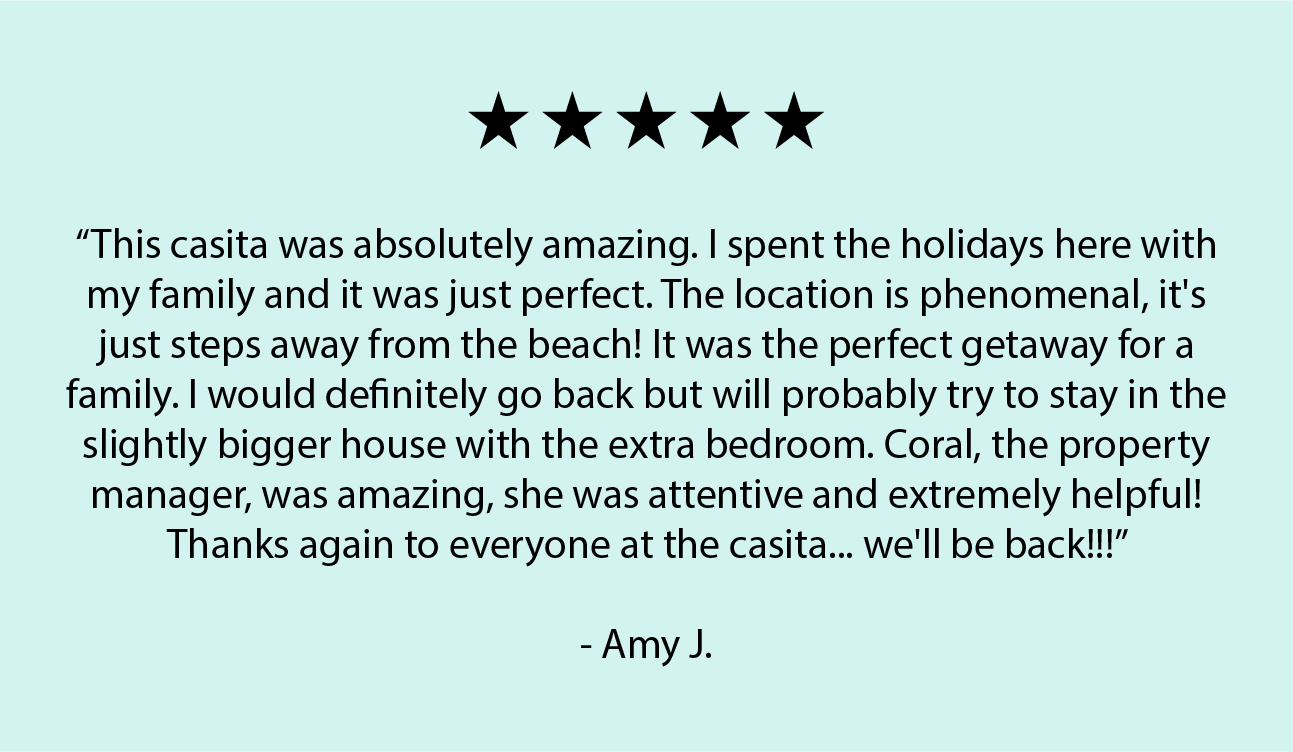 ★★★★★
“This casita was absolutely amazing. I spent the holidays here with
my family and it was just perfect. The location is phenomenal, it's
just steps away from the beach! It was the perfect getaway for a
family. I would definitely go back but will probably try to stay in the
slightly bigger house with the extra bedroom. Coral, the property
manager, was amazing, she was attentive and extremely helpful!
Thanks again to everyone at the casita... we'll be back!!!”
- Amy J.